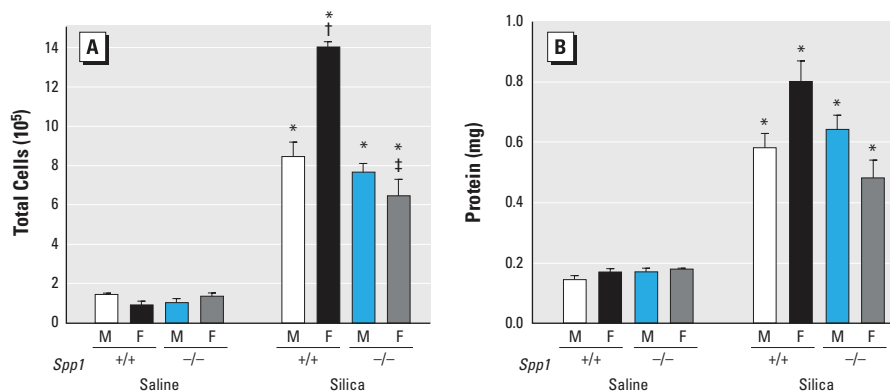 A
Total Cells (10⁵)
14
12
10
8
6
4
2
0
*
*
†
*
*
‡
M F M F M F M F
Spp1 +/+ −/− +/+ −/−
Saline Silica
B
Protein (mg)
1.0
0.8
0.6
0.4
0.2
0.0
*
*
*
*
M F M F M F M F
+/+ −/− +/+ −/−
Spp1
Saline Silica